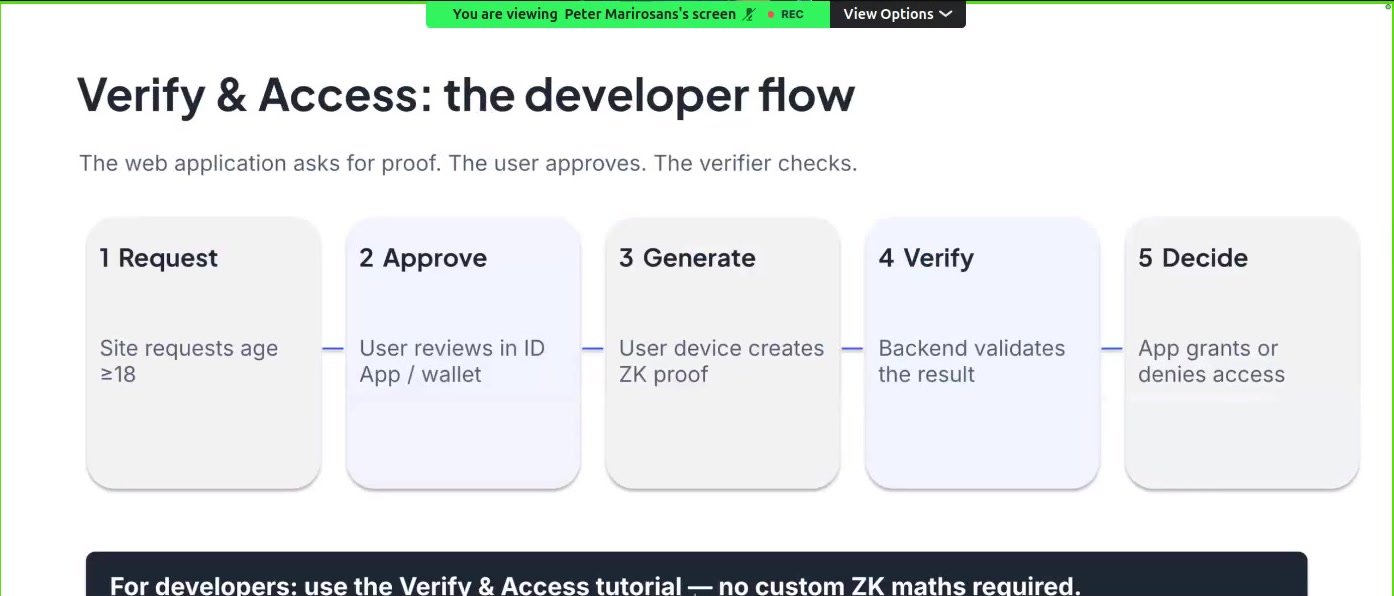 You are viewing Peter Marirosans's screen REC View Options
Verify & Access: the developer flow
The web application asks for proof. The user approves. The verifier checks.
1 Request
Site requests age
≥18
2 Approve
User reviews in ID
App / wallet
3 Generate
User device creates
ZK proof
4 Verify
Backend validates
the result
5 Decide
App grants or
denies access
For developers: use the Verify & Access tutorial — no custom ZK maths required.